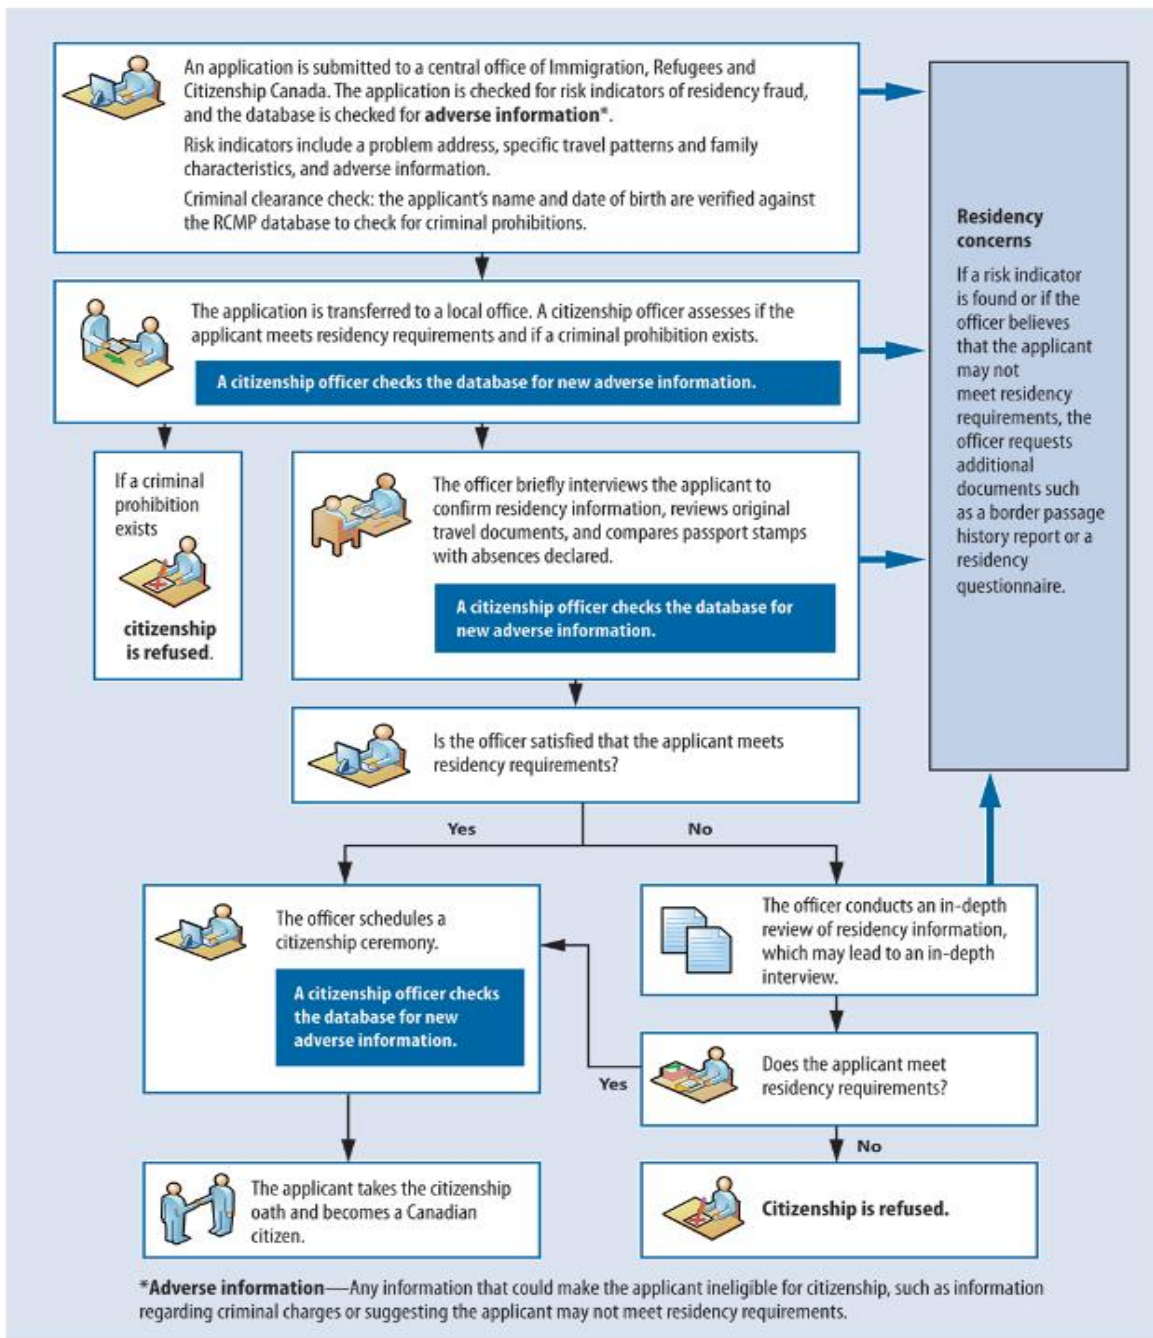 An application is submitted to a central office of Immigration, Refugees and
Citizenship Canada. The application is checked for risk indicators of residency fraud,
and the database is checked for adverse information*.
Risk indicators include a problem address, specific travel patterns and family
characteristics, and adverse information.
Criminal clearance check: the applicant's name and date of birth are verified against
the RCMP database to check for criminal prohibitions.
Residency
concerns
If a risk indicator
is found or if the
officer believes
that the applicant
may not
meet residency
requirements, the
officer requests
additional
documents such
as a border passage
history report or a
residency
questionnaire.
The application is transferred to a local office. A citizenship officer assesses if the
applicant meets residency requirements and if a criminal prohibition exists.
A citizenship officer checks the database for new adverse information.
If a criminal
prohibition
exists
citizenship
is refused.
The officer briefly interviews the applicant to
confirm residency information, reviews original
travel documents, and compares passport stamps
with absences declared.
A citizenship officer checks the database for
new adverse information.
Is the officer satisfied that the applicant meets
residency requirements?
Yes
No
The officer schedules a
citizenship ceremony.
A citizenship officer checks
the database for new
adverse information.
The officer conducts an in-depth
review of residency information,
which may lead to an in-depth
interview.
Yes
Does the applicant meet
residency requirements?
No
The applicant takes the citizenship
oath and becomes a Canadian
citizen.
Citizenship is refused.
*Adverse information—Any information that could make the applicant ineligible for citizenship, such as information
regarding criminal charges or suggesting the applicant may not meet residency requirements.